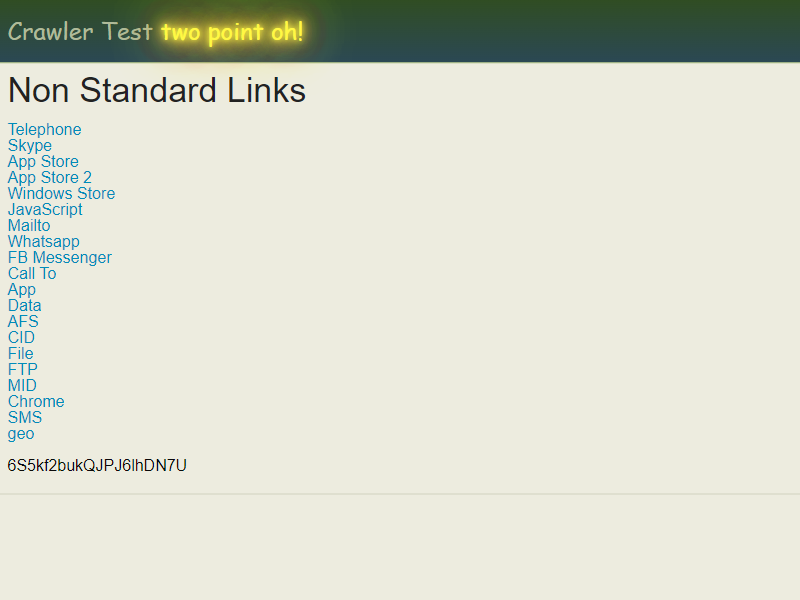 Crawler Test two point oh!
Non Standard Links
Telephone
Skype
App Store
App Store 2
Windows Store
JavaScript
Mailto
Whatsapp
FB Messenger
Call To
App
Data
AFS
CID
File
FTP
MID
Chrome
SMS
geo
6S5kf2bukQJPJ6lhDN7U